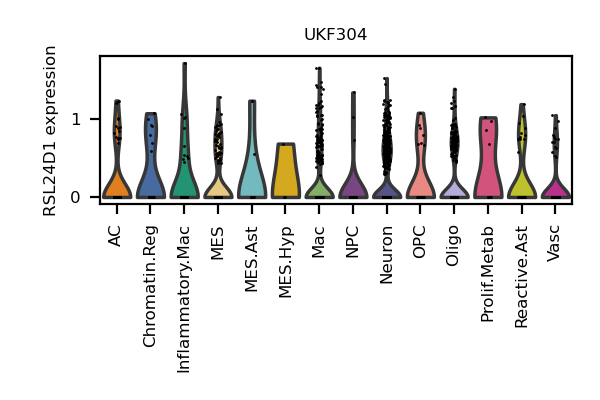 UKF304
RSL24D1 expression
1
0
AC
Chromatin.Reg
Inflammatory.Mac
MES
MES.Ast
MES.Hyp
Mac
NPC
Neuron
OPC
Oligo
Prolif.Metab
Reactive.Ast
Vasc